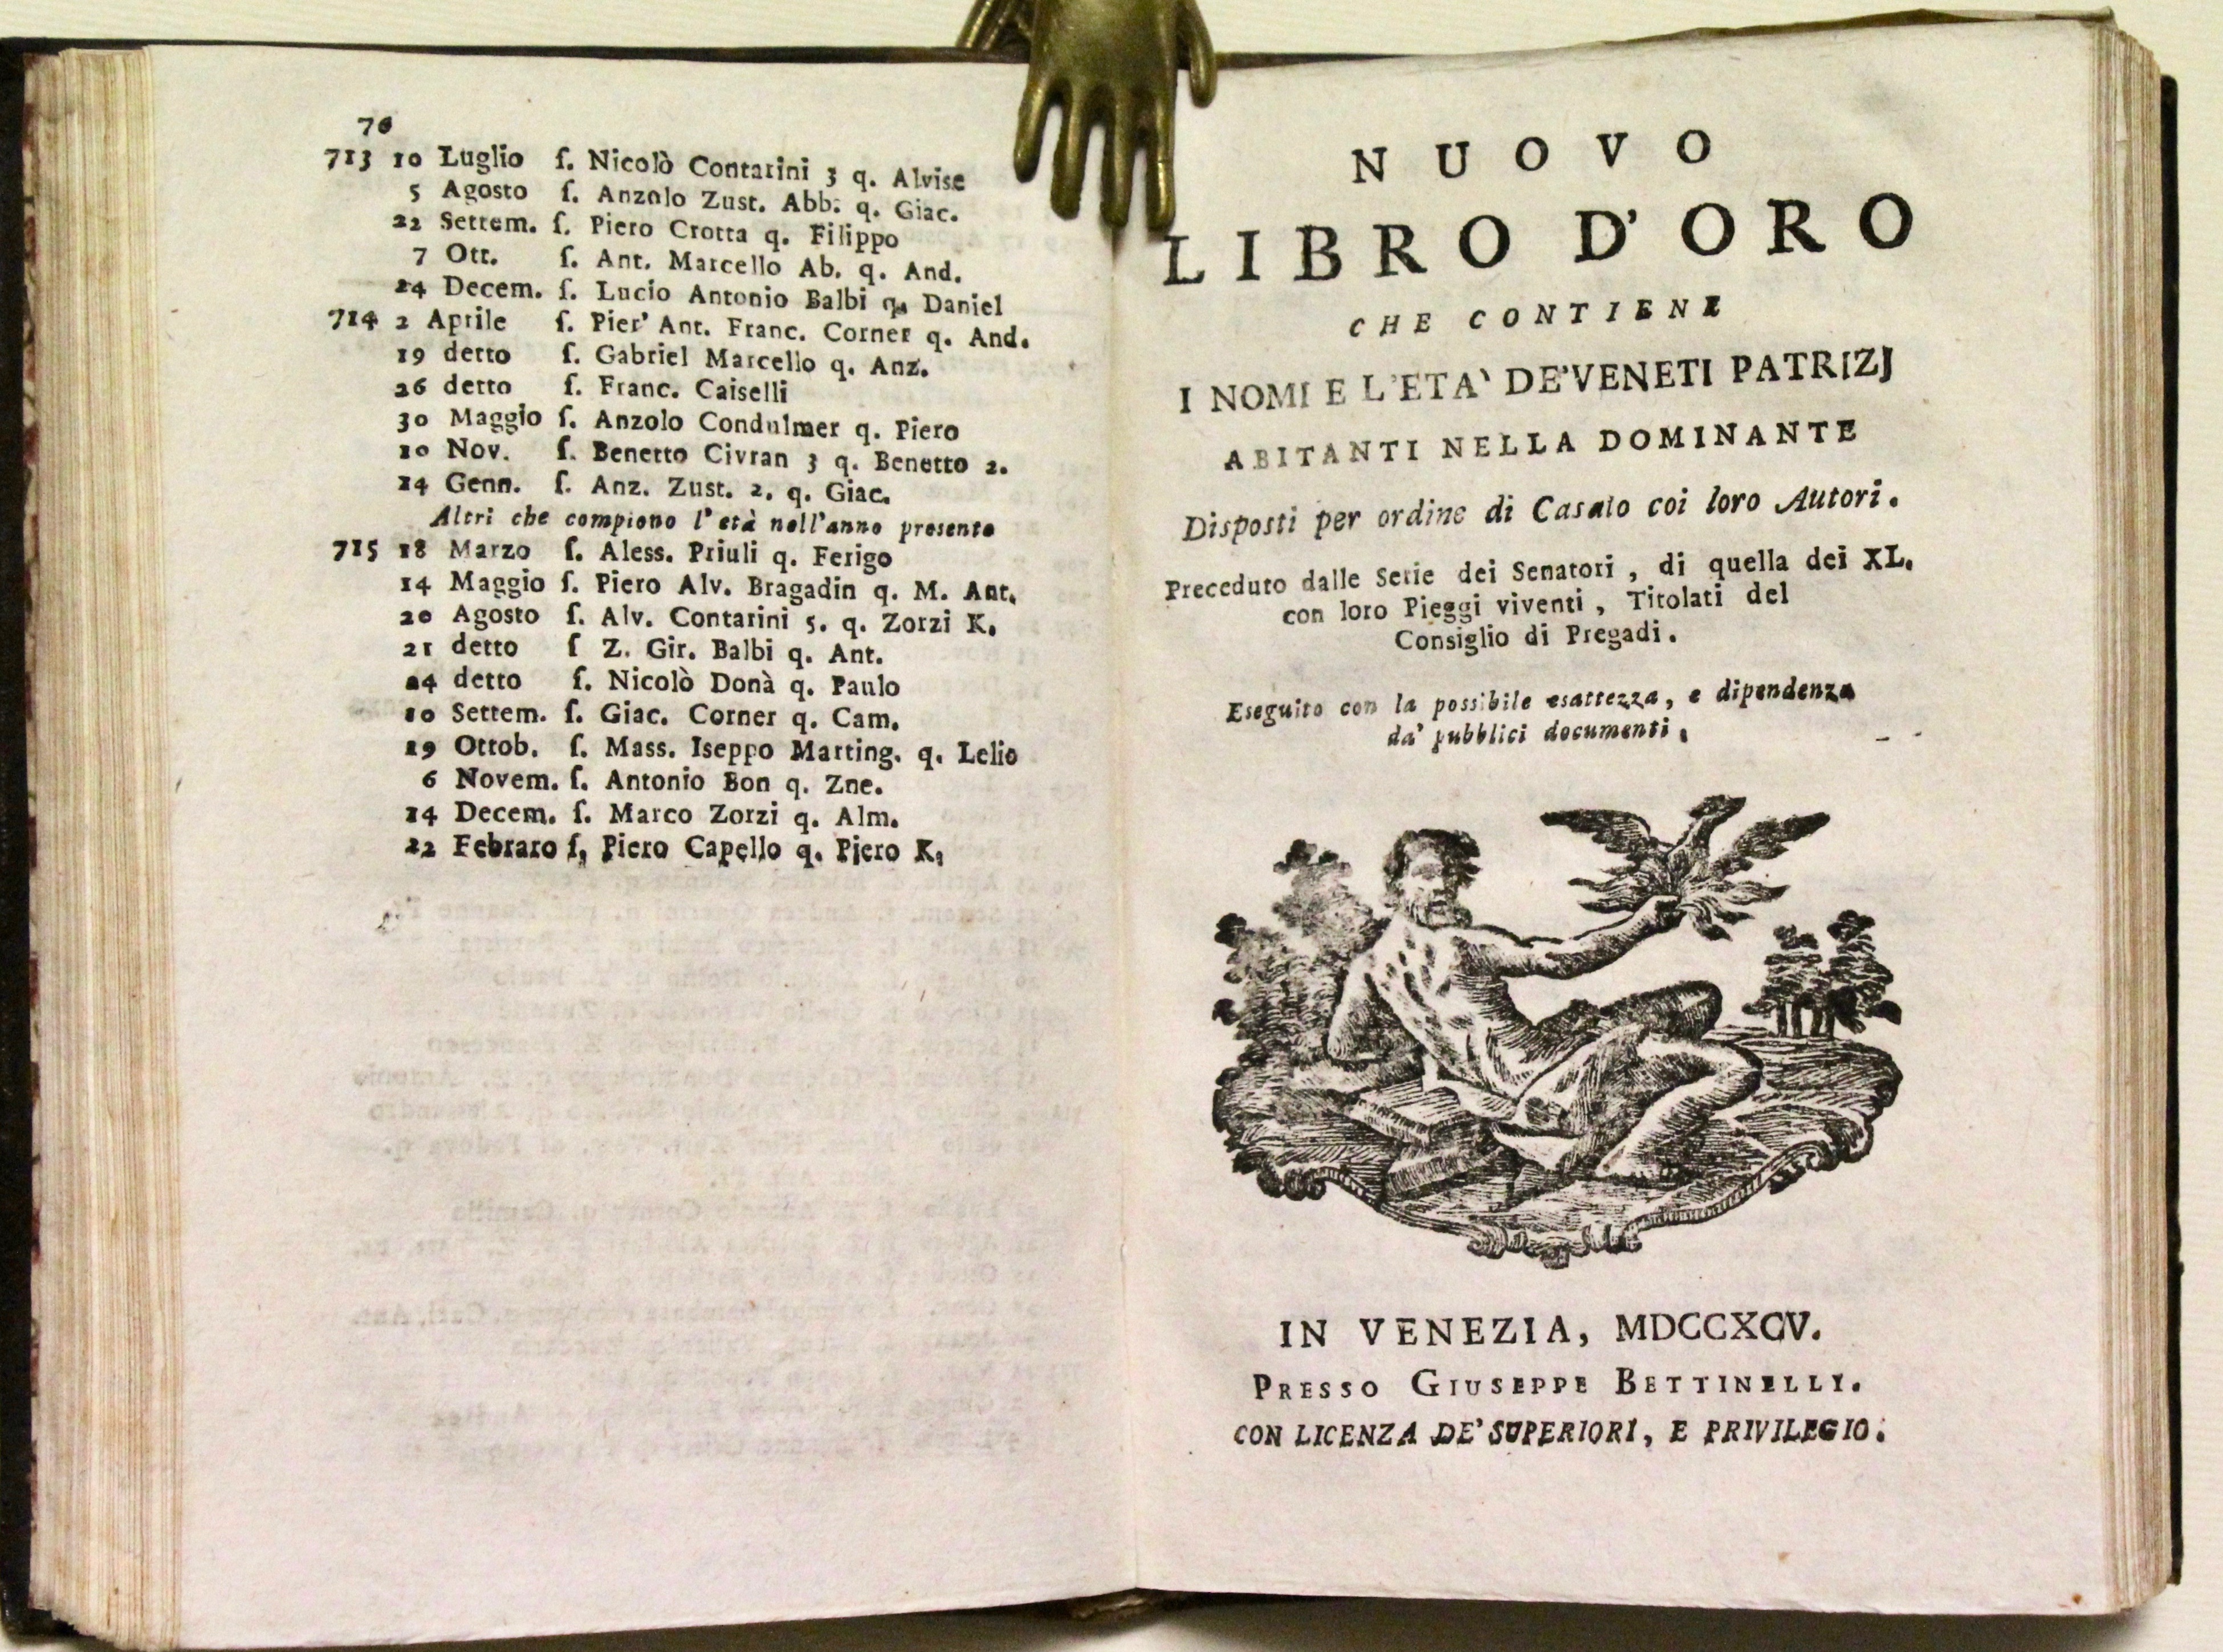 76
713 10 Luglio ſ. Nicolò Contarini 3 q. Alvise
5 Agosto ſ. Anzolo Zust. Abb. q. Giac.
22 Settem. ſ. Piero Crotta q. Filippo
7 Ott. ſ. Ant. Marcello Ab. q. And.
24 Decem. ſ. Lucio Antonio Balbi q. Daniel
714 2 Aprile ſ. Pier' Ant. Franc. Corner q. And.
19 detto ſ. Gabriel Marcello q. Anz.
26 detto ſ. Franc. Caiselli
30 Maggio ſ. Anzolo Condulmer q. Piero
10 Nov. ſ. Benetto Civran 3 q. Benetto 2.
14 Genn. ſ. Anz. Zust. 2. q. Giac.
Altri che compiono l'età nell'anno presente
715 18 Marzo ſ. Aless. Priuli q. Ferigo
14 Maggio ſ. Piero Alv. Bragadin q. M. Ant.
20 Agosto ſ. Alv. Contarini 5. q. Zorzi K.
21 detto ſ Z. Gir. Balbi q. Ant.
24 detto ſ. Nicolò Donà q. Paulo
10 Settem. ſ. Giac. Corner q. Cam.
19 Ottob. ſ. Mass. Iseppo Marting. q. Lelio
6 Novem. ſ. Antonio Bon q. Zne.
14 Decem. ſ. Marco Zorzi q. Alm.
22 Febraro ſ, Piero Capello q. Piero K,
NUOVO
LIBRO D'ORO
CHE CONTIENE
I NOMI E L'ETA' DE'VENETI PATRIZJ
ABITANTI NELLA DOMINANTE
Disposti per ordine di Casato coi loro Autori.
Preceduto dalle Serie dei Senatori, di quella dei XL.
con loro Pieggi viventi, Titolati del
Consiglio di Pregadi.
Eseguito con la possibile esattezza, e dipendenza
da' pubblici documenti.
IN VENEZIA, MDCCXCV.
PRESSO GIUSEPPE BETTINELLI.
CON LICENZA DE'SUPERIORI, E PRIVILEGIO.